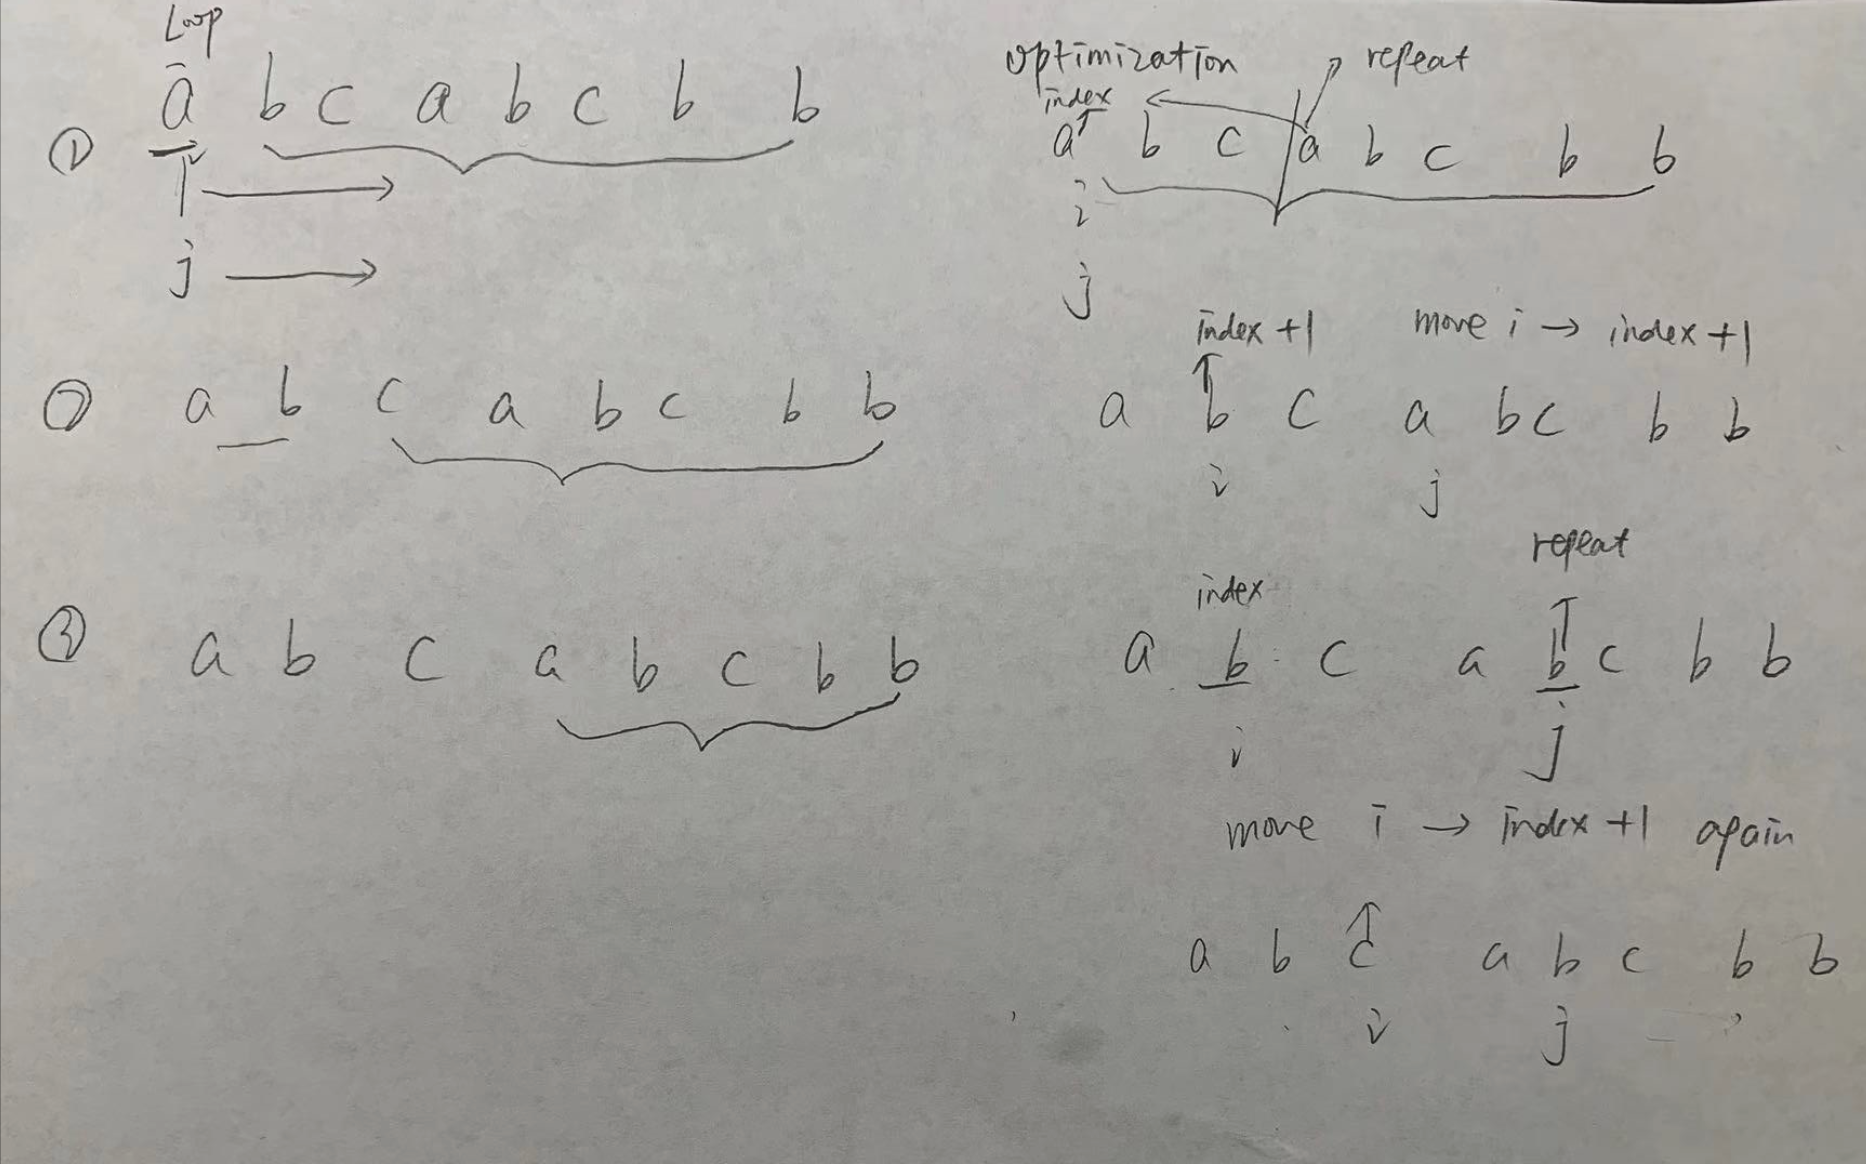 Loop
① a b c a b c b b
i
j
② a b c a b c b b
③ a b c a b c b b
optimization
repeat
index
a b c a b c b b
i
j
index +1 move i → index +1
a b c a b c b b
i j
repeat
index
a b c a b c b b
i j
move i → index +1 again
a b c a b c b b
i j